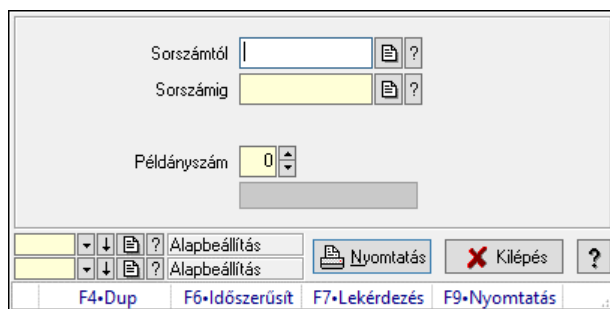 Sorszámtól ?
Sorszámig ?
Példányszám 0
? Alapbeállítás
? Alapbeállítás
Nyomtatás Kilépés ?
F4•Dup F6•Időszerűsít F7•Lekérdezés F9•Nyomtatás